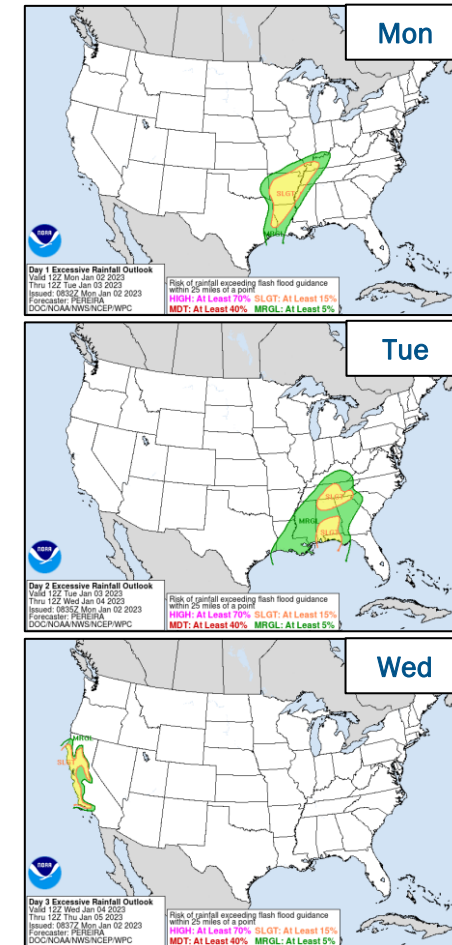 Mon
SLGT
MRGL
NOAA
Day 1 Excessive Rainfall Outlook
Valid 12Z Mon Jan 02 2023
Thru 12Z Tue Jan 03 2023
Issued: 0832Z Mon Jan 02 2023
Forecaster: PEREIRA
DOC/NOAA/NWS/NCEP/WPC
Risk of rainfall exceeding flash flood guidance
within 25 miles of a point
HIGH: At Least 70% SLGT: At Least 15%
MDT: At Least 40% MRGL: At Least 5%
Tue
SLGT
MRGL
SLGT
NOAA
Day 2 Excessive Rainfall Outlook
Valid 12Z Tue Jan 03 2023
Thru 12Z Wed Jan 04 2023
Issued: 0835Z Mon Jan 02 2023
Forecaster: PEREIRA
DOC/NOAA/NWS/NCEP/WPC
Risk of rainfall exceeding flash flood guidance
within 25 miles of a point
HIGH: At Least 70% SLGT: At Least 15%
MDT: At Least 40% MRGL: At Least 5%
Wed
MRGL
SLGT
NOAA
Day 3 Excessive Rainfall Outlook
Valid 12Z Wed Jan 04 2023
Thru 12Z Thu Jan 05 2023
Issued: 0837Z Mon Jan 02 2023
Forecaster: PEREIRA
DOC/NOAA/NWS/NCEP/WPC
Risk of rainfall exceeding flash flood guidance
within 25 miles of a point
HIGH: At Least 70% SLGT: At Least 15%
MDT: At Least 40% MRGL: At Least 5%